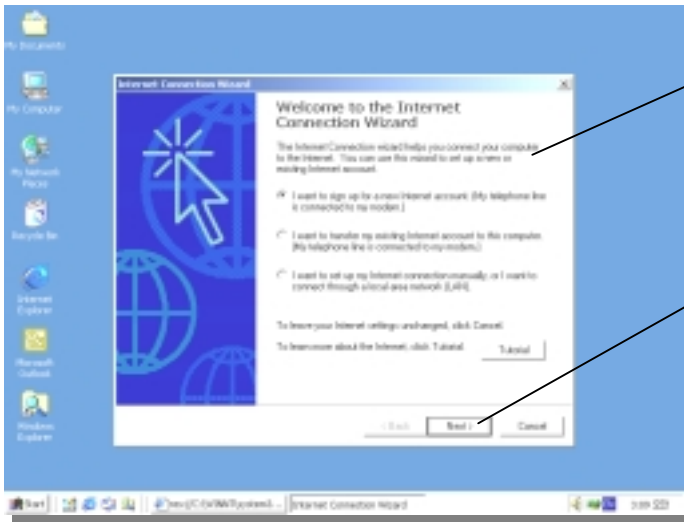 My Documents
My Computer
My Network
Places
Recycle Bin
Internet
Explorer
Microsoft
Outlook
Windows
Explorer
Internet Connection Wizard
Welcome to the Internet
Connection Wizard
The Internet Connection wizard helps you connect your computer
to the Internet. You can use this wizard to set up a new or
existing Internet account.
I want to sign up for a new Internet account. (My telephone line
is connected to my modem.)
I want to transfer my existing Internet account to this computer.
(My telephone line is connected to my modem.)
I want to set up my Internet connection manually, or I want to
connect through a local area network (LAN).
To leave your Internet settings unchanged, click Cancel.
To learn more about the Internet, click Tutorial.
Tutorial
< Back
Next >
Cancel
Start
Internet Connection Wizard